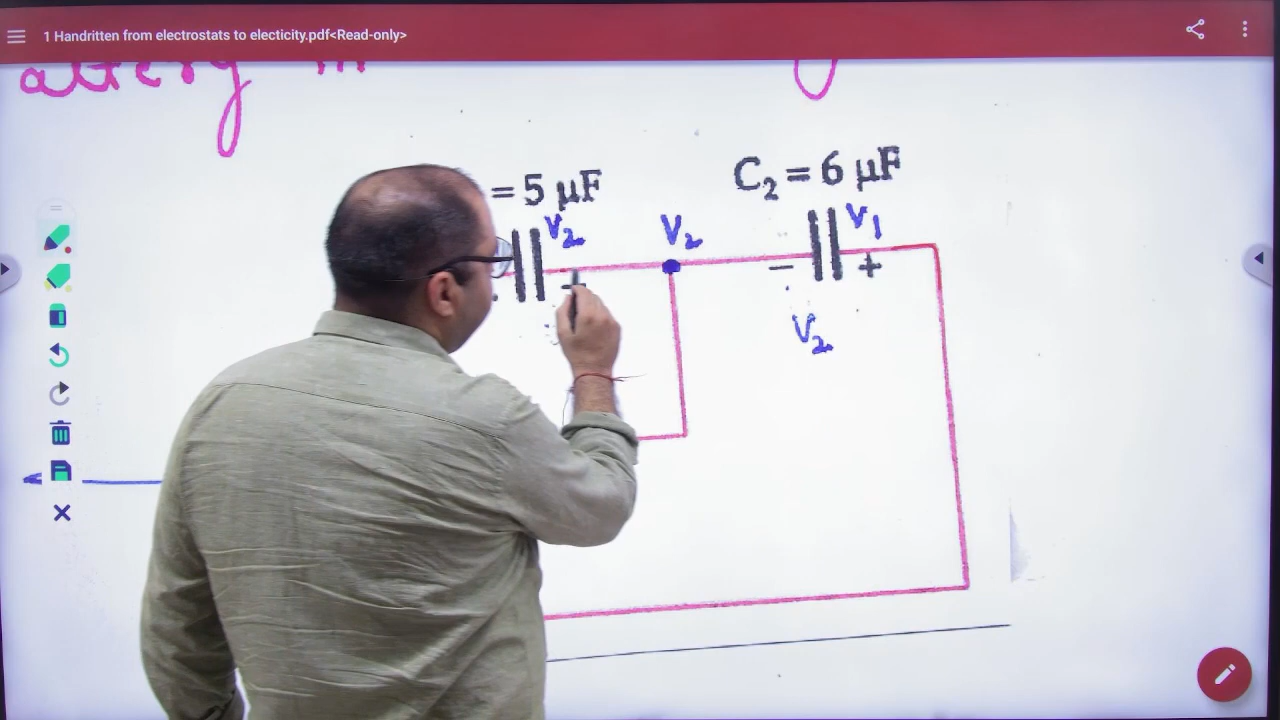 1 Handritten from electrostats to electicity.pdf<Read-only>
= 5 μF
C₂ = 6 μF
V₂ V₂ V₁
+ − +
V₂